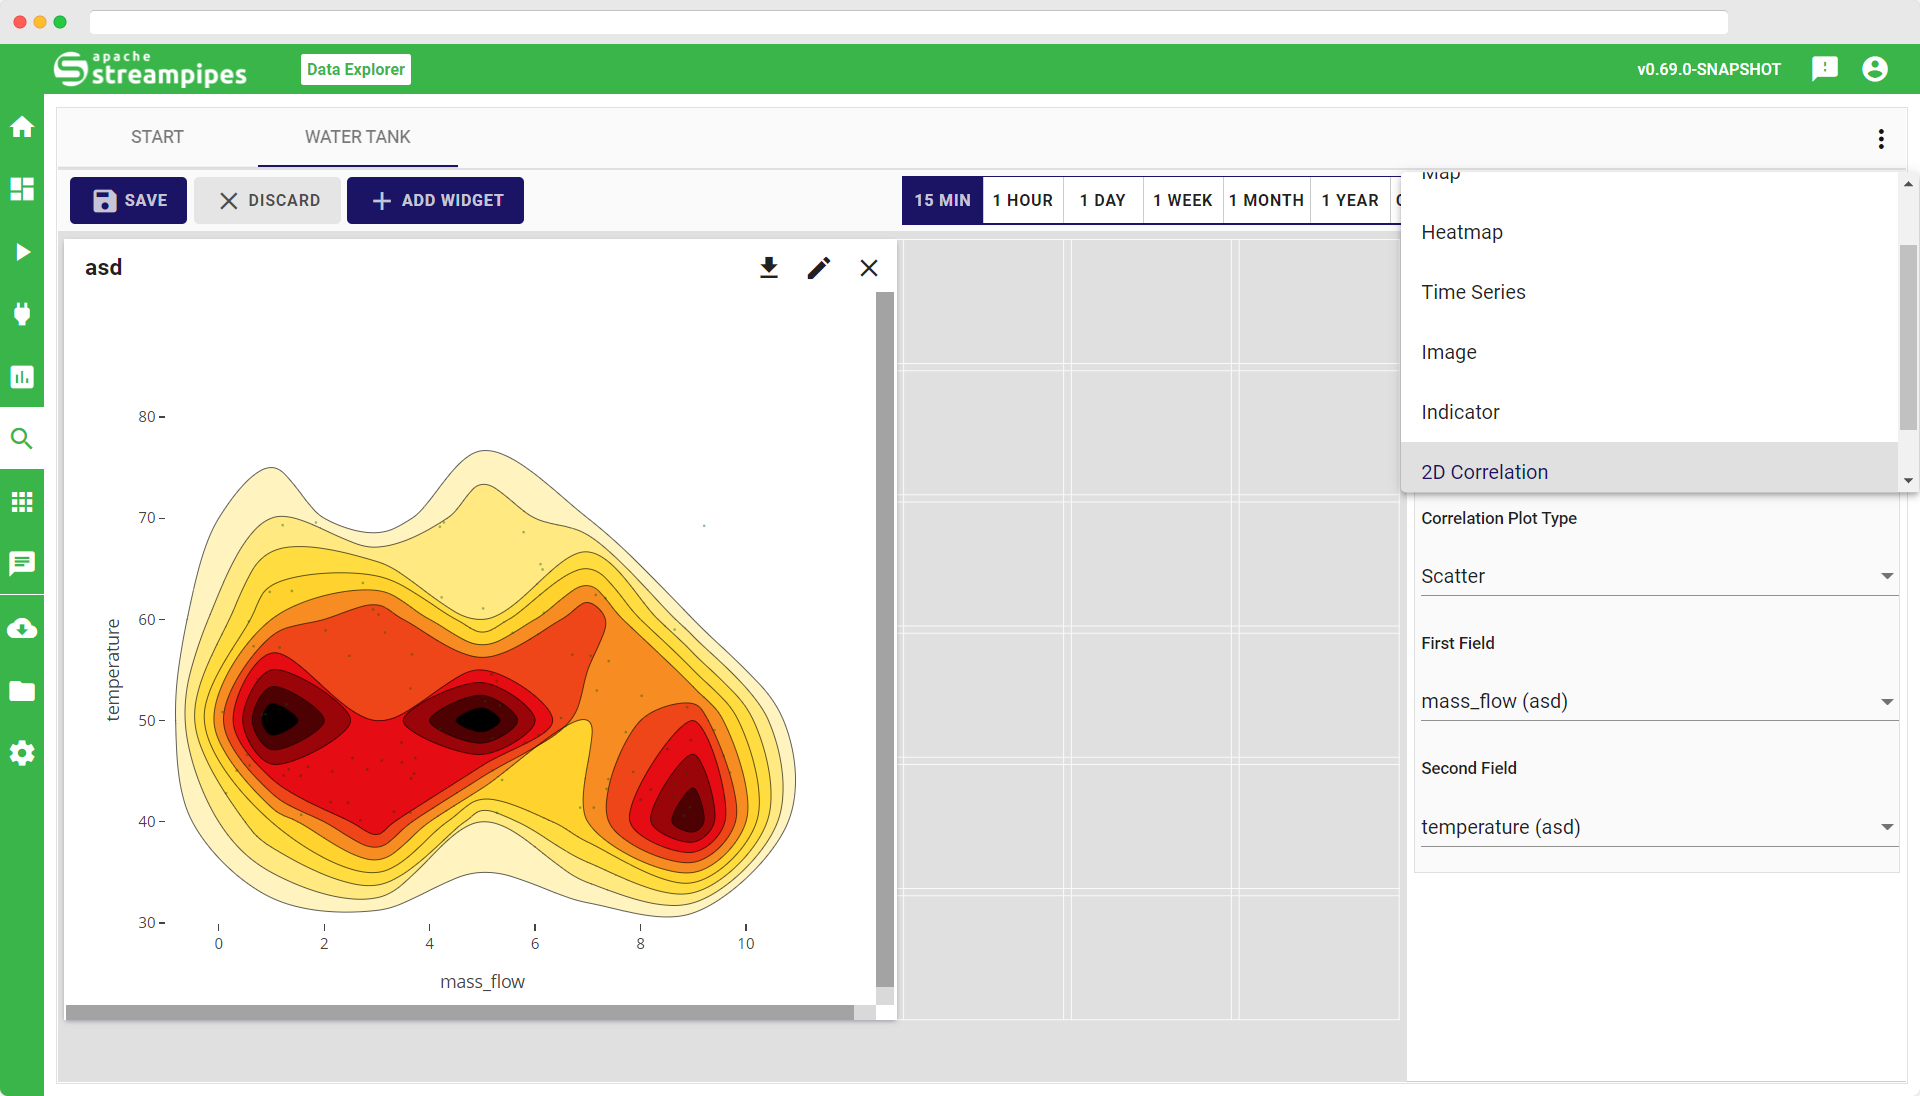 apache
streampipes
Data Explorer
v0.69.0-SNAPSHOT
START
WATER TANK
SAVE
DISCARD
ADD WIDGET
15 MIN
1 HOUR
1 DAY
1 WEEK
1 MONTH
1 YEAR
Map
Heatmap
Time Series
Image
Indicator
2D Correlation
asd
80
70
60
50
40
30
temperature
0
2
4
6
8
10
mass_flow
Correlation Plot Type
Scatter
First Field
mass_flow (asd)
Second Field
temperature (asd)